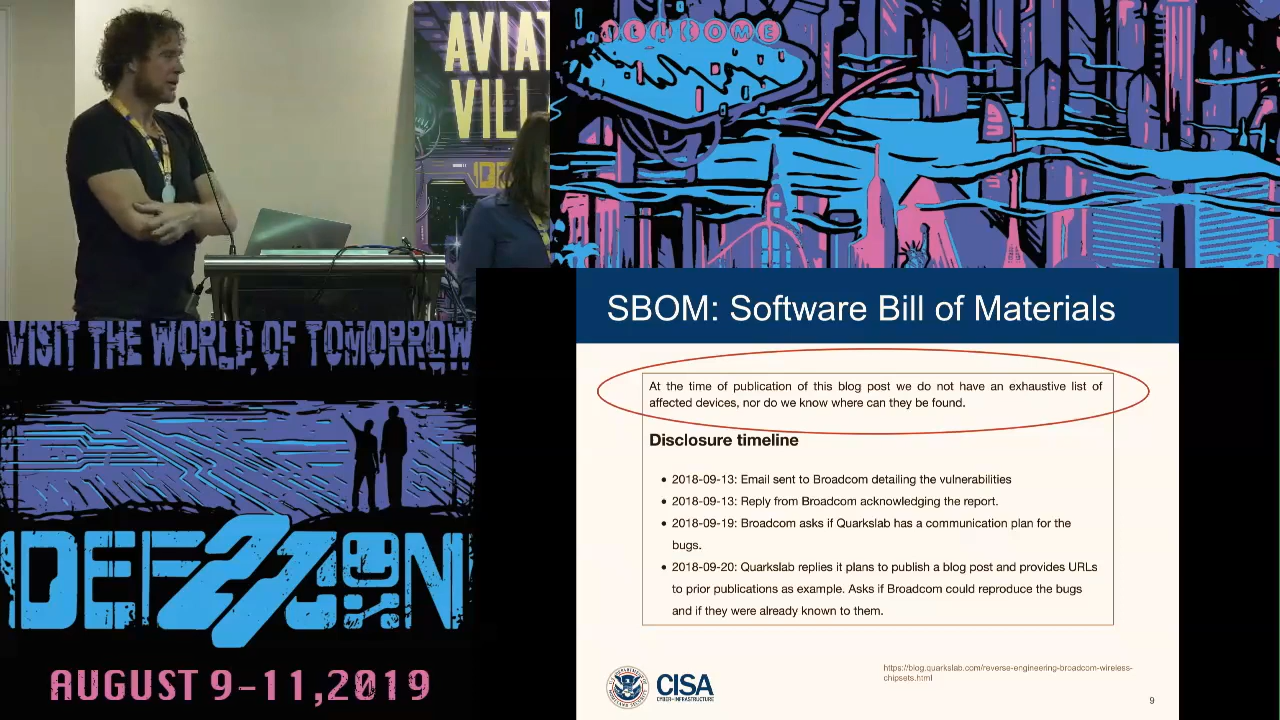 AVIAT
VILL
WELCOME
SBOM: Software Bill of Materials
At the time of publication of this blog post we do not have an exhaustive list of
affected devices, nor do we know where can they be found.
Disclosure timeline
2018-09-13: Email sent to Broadcom detailing the vulnerabilities
2018-09-13: Reply from Broadcom acknowledging the report.
2018-09-19: Broadcom asks if Quarkslab has a communication plan for the
bugs.
2018-09-20: Quarkslab replies it plans to publish a blog post and provides URLs
to prior publications as example. Asks if Broadcom could reproduce the bugs
and if they were already known to them.
CISA
CYBER+INFRASTRUCTURE
https://blog.quarkslab.com/reverse-engineering-broadcom-wireless-
chipsets.html
9
VISIT THE WORLD OF TOMORROW
DEF27CON
AUGUST 9-11,2019